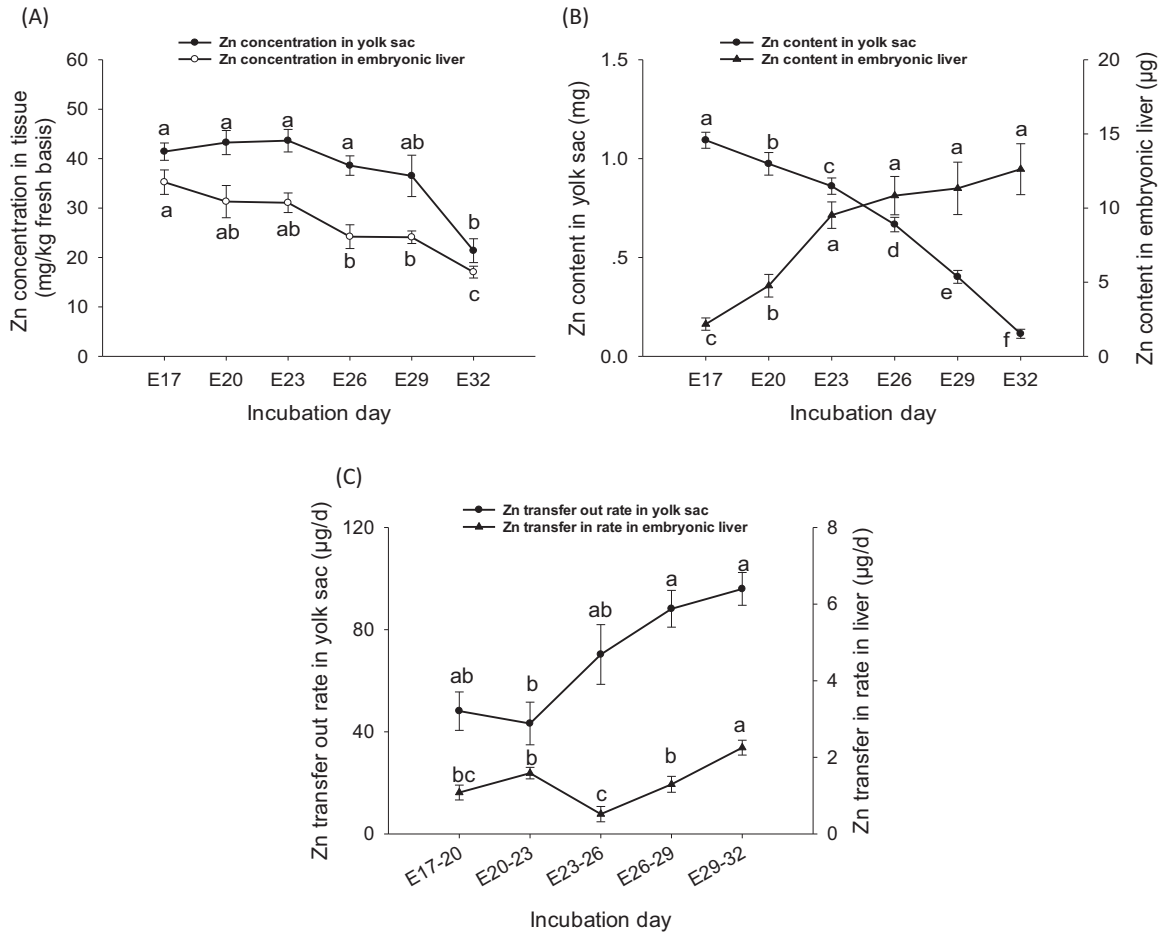 (A)
Zn concentration in yolk sac
Zn concentration in embryonic liver
Zn concentration in tissue
(mg/kg fresh basis)
60
50
40
30
20
10
0
a
a
a
a
ab
b
a
ab
ab
b
b
c
E17 E20 E23 E26 E29 E32
Incubation day
(B)
Zn content in yolk sac
Zn content in embryonic liver
Zn content in yolk sac (mg)
1.5
1.0
.5
0.0
Zn content in embryonic liver (µg)
20
15
10
5
0
a
b
c
d
e
f
c
b
a
a
a
a
E17 E20 E23 E26 E29 E32
Incubation day
(C)
Zn transfer out rate in yolk sac
Zn transfer in rate in embryonic liver
Zn transfer out rate in yolk sac (µg/d)
120
80
40
0
Zn transfer in rate in liver (µg/d)
8
6
4
2
0
ab
b
ab
a
a
bc
b
c
b
a
E17-20 E20-23 E23-26 E26-29 E29-32
Incubation day